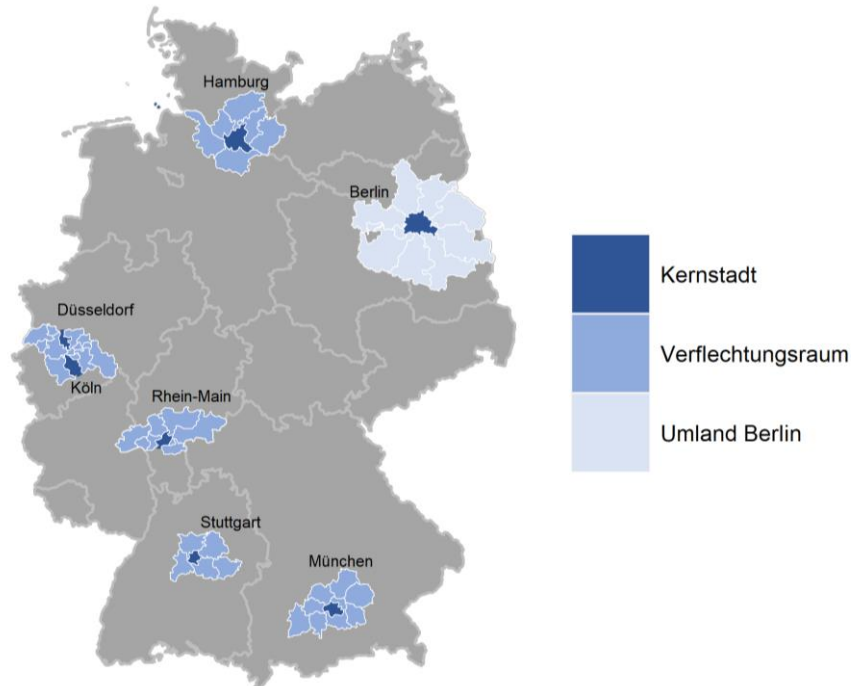 Hamburg
Berlin
Düsseldorf
Köln
Rhein-Main
Stuttgart
München
Kernstadt
Verflechtungsraum
Umland Berlin